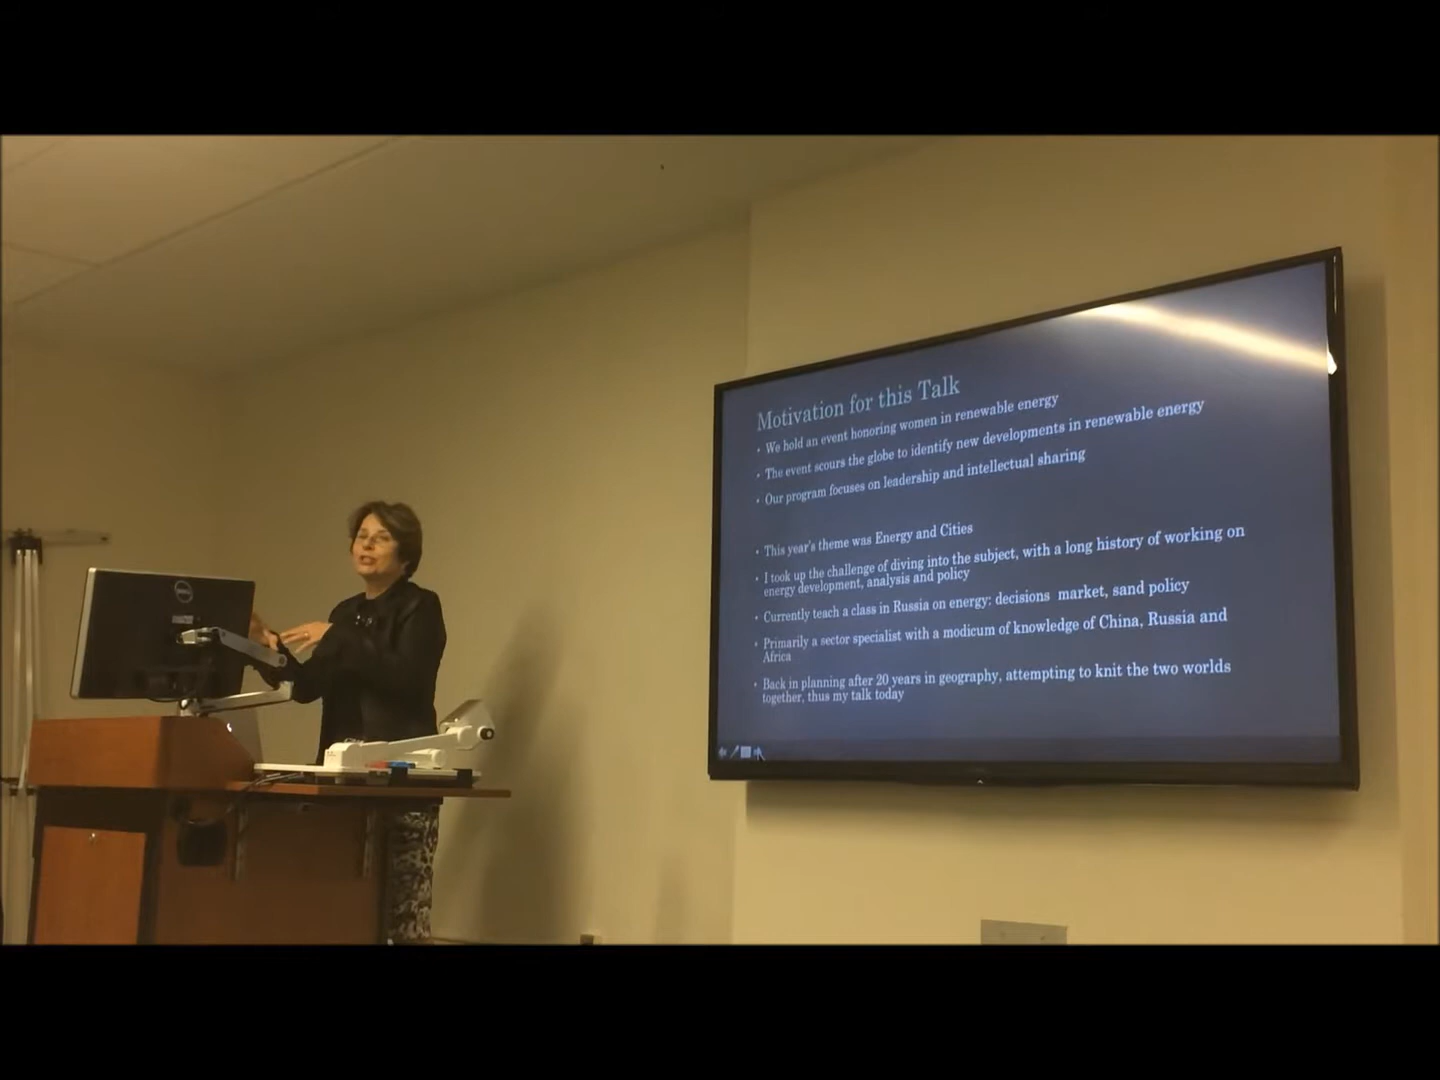 Motivation for this Talk
• We hold an event honoring women in renewable energy
• The event scours the globe to identify new developments in renewable energy
• Our program focuses on leadership and intellectual sharing
• This year's theme was Energy and Cities
• I took up the challenge of diving into the subject, with a long history of working on
energy development, analysis and policy
• Currently teach a class in Russia on energy: decisions market, sand policy
• Primarily a sector specialist with a modicum of knowledge of China, Russia and
Africa
• Back in planning after 20 years in geography, attempting to knit the two worlds
together, thus my talk today
DELL